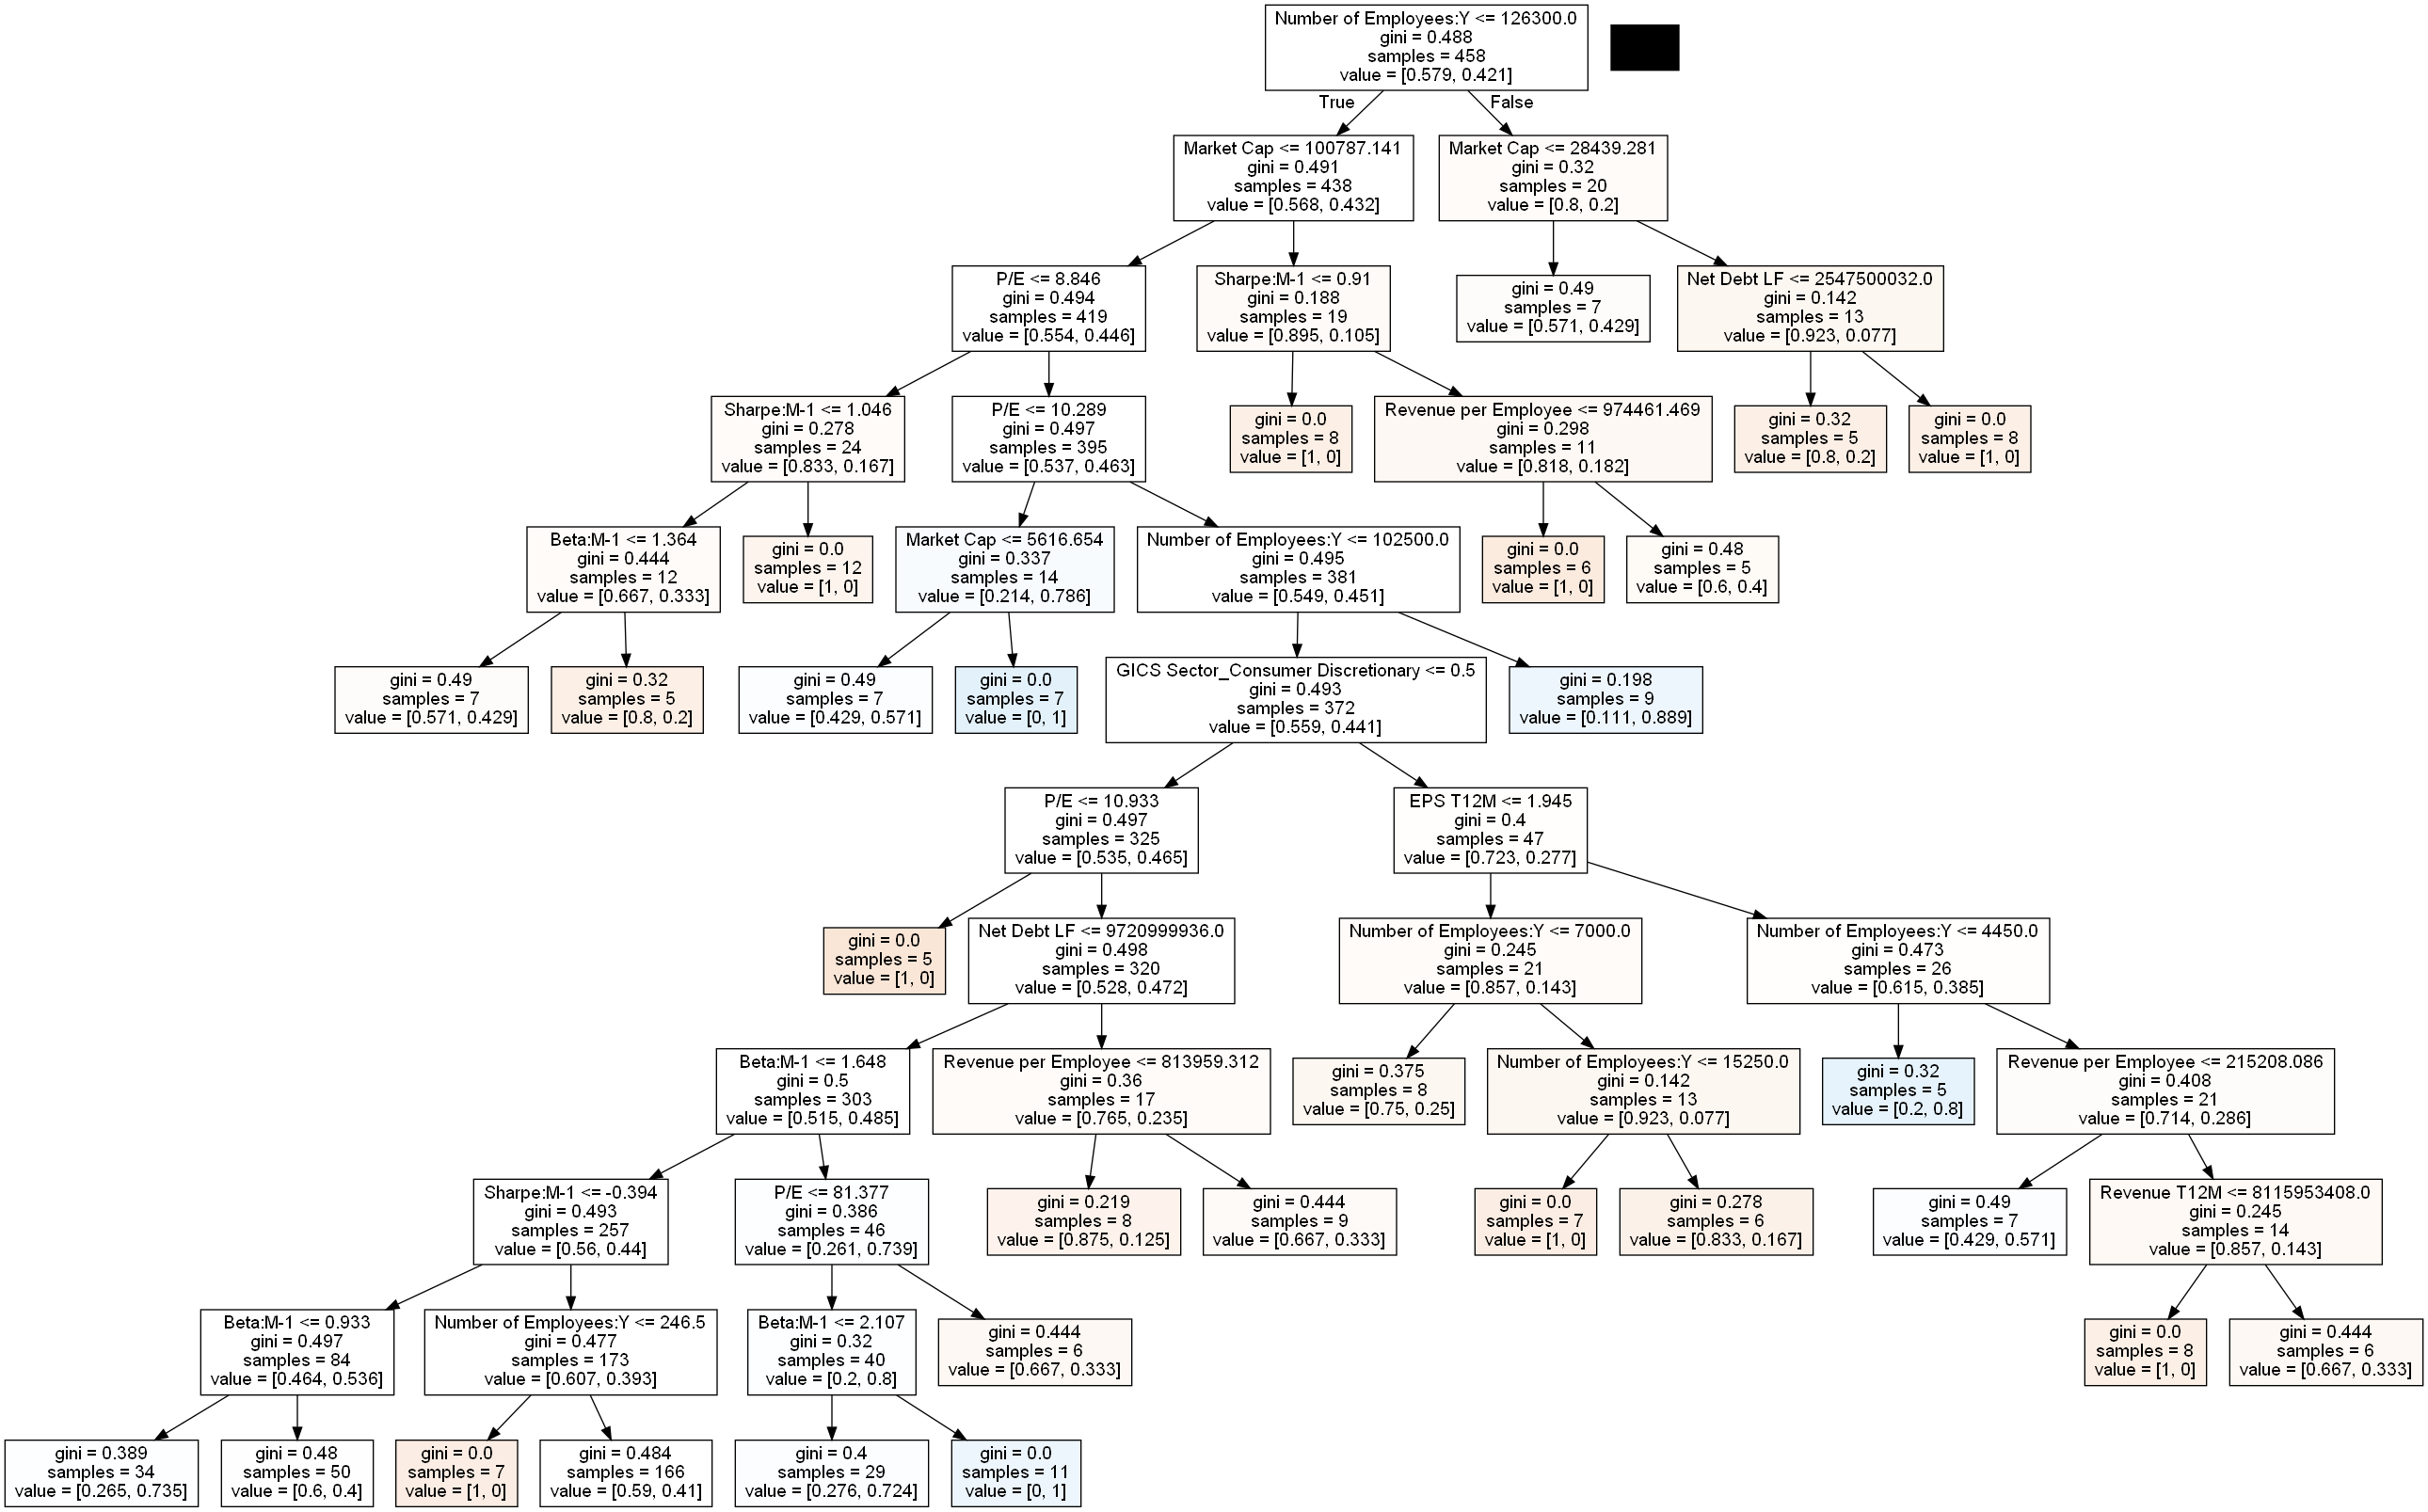 Number of Employees:Y <= 126300.0
gini = 0.488
samples = 458
value = [0.579, 0.421]
True
False
Market Cap <= 100787.141
gini = 0.491
samples = 438
value = [0.568, 0.432]
Market Cap <= 28439.281
gini = 0.32
samples = 20
value = [0.8, 0.2]
P/E <= 8.846
gini = 0.494
samples = 419
value = [0.554, 0.446]
Sharpe:M-1 <= 0.91
gini = 0.188
samples = 19
value = [0.895, 0.105]
gini = 0.49
samples = 7
value = [0.571, 0.429]
Net Debt LF <= 2547500032.0
gini = 0.142
samples = 13
value = [0.923, 0.077]
Sharpe:M-1 <= 1.046
gini = 0.278
samples = 24
value = [0.833, 0.167]
P/E <= 10.289
gini = 0.497
samples = 395
value = [0.537, 0.463]
gini = 0.0
samples = 8
value = [1, 0]
Revenue per Employee <= 974461.469
gini = 0.298
samples = 11
value = [0.818, 0.182]
gini = 0.32
samples = 5
value = [0.8, 0.2]
gini = 0.0
samples = 8
value = [1, 0]
Beta:M-1 <= 1.364
gini = 0.444
samples = 12
value = [0.667, 0.333]
gini = 0.0
samples = 12
value = [1, 0]
Market Cap <= 5616.654
gini = 0.337
samples = 14
value = [0.214, 0.786]
Number of Employees:Y <= 102500.0
gini = 0.495
samples = 381
value = [0.549, 0.451]
gini = 0.0
samples = 6
value = [1, 0]
gini = 0.48
samples = 5
value = [0.6, 0.4]
gini = 0.49
samples = 7
value = [0.571, 0.429]
gini = 0.32
samples = 5
value = [0.8, 0.2]
gini = 0.49
samples = 7
value = [0.429, 0.571]
gini = 0.0
samples = 7
value = [0, 1]
GICS Sector_Consumer Discretionary <= 0.5
gini = 0.493
samples = 372
value = [0.559, 0.441]
gini = 0.198
samples = 9
value = [0.111, 0.889]
P/E <= 10.933
gini = 0.497
samples = 325
value = [0.535, 0.465]
EPS T12M <= 1.945
gini = 0.4
samples = 47
value = [0.723, 0.277]
gini = 0.0
samples = 5
value = [1, 0]
Net Debt LF <= 9720999936.0
gini = 0.498
samples = 320
value = [0.528, 0.472]
Number of Employees:Y <= 7000.0
gini = 0.245
samples = 21
value = [0.857, 0.143]
Number of Employees:Y <= 4450.0
gini = 0.473
samples = 26
value = [0.615, 0.385]
Beta:M-1 <= 1.648
gini = 0.5
samples = 303
value = [0.515, 0.485]
Revenue per Employee <= 813959.312
gini = 0.36
samples = 17
value = [0.765, 0.235]
gini = 0.375
samples = 8
value = [0.75, 0.25]
Number of Employees:Y <= 15250.0
gini = 0.142
samples = 13
value = [0.923, 0.077]
gini = 0.32
samples = 5
value = [0.2, 0.8]
Revenue per Employee <= 215208.086
gini = 0.408
samples = 21
value = [0.714, 0.286]
Sharpe:M-1 <= -0.394
gini = 0.493
samples = 257
value = [0.56, 0.44]
P/E <= 81.377
gini = 0.386
samples = 46
value = [0.261, 0.739]
gini = 0.219
samples = 8
value = [0.875, 0.125]
gini = 0.444
samples = 9
value = [0.667, 0.333]
gini = 0.0
samples = 7
value = [1, 0]
gini = 0.278
samples = 6
value = [0.833, 0.167]
gini = 0.49
samples = 7
value = [0.429, 0.571]
Revenue T12M <= 8115953408.0
gini = 0.245
samples = 14
value = [0.857, 0.143]
Beta:M-1 <= 0.933
gini = 0.497
samples = 84
value = [0.464, 0.536]
Number of Employees:Y <= 246.5
gini = 0.477
samples = 173
value = [0.607, 0.393]
Beta:M-1 <= 2.107
gini = 0.32
samples = 40
value = [0.2, 0.8]
gini = 0.444
samples = 6
value = [0.667, 0.333]
gini = 0.0
samples = 8
value = [1, 0]
gini = 0.444
samples = 6
value = [0.667, 0.333]
gini = 0.389
samples = 34
value = [0.265, 0.735]
gini = 0.48
samples = 50
value = [0.6, 0.4]
gini = 0.0
samples = 7
value = [1, 0]
gini = 0.484
samples = 166
value = [0.59, 0.41]
gini = 0.4
samples = 29
value = [0.276, 0.724]
gini = 0.0
samples = 11
value = [0, 1]